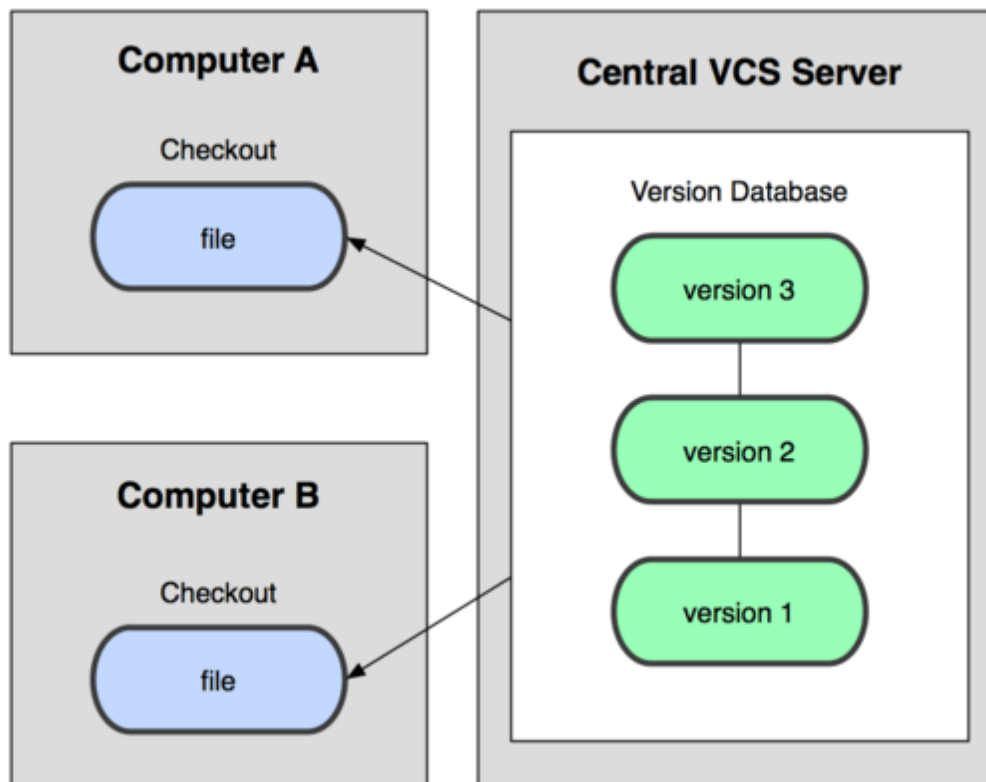 Computer A
Checkout
file
Computer B
Checkout
file
Central VCS Server
Version Database
version 3
version 2
version 1